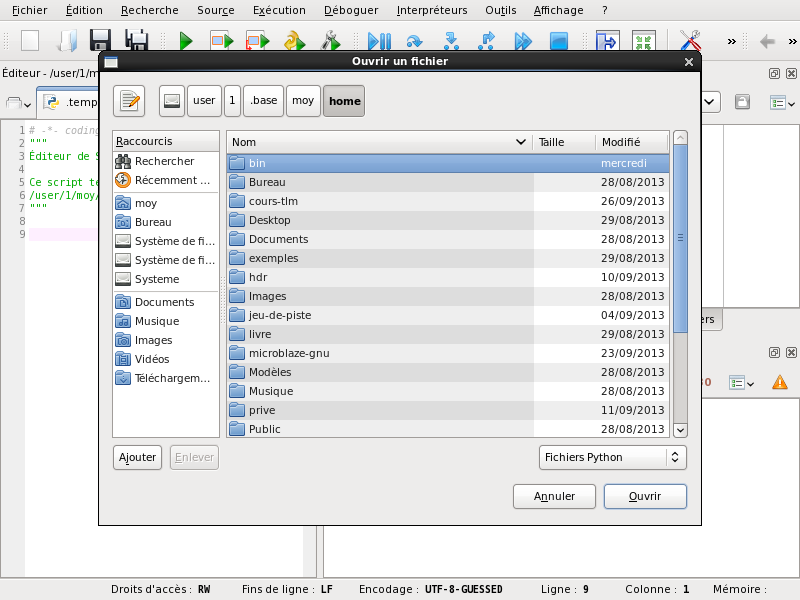 Fichier Édition Recherche Source Exécution Déboguer Interpréteurs Outils Affichage ?
Ouvrir un fichier
Éditeur - /user/1/m
.temp
user 1 .base moy home
1 # -*- coding
2 """
3 Éditeur de S
4
5 Ce script te
6 /user/1/moy/
7 """
8
9
Raccourcis
Rechercher
Récemment ...
moy
Bureau
Système de fi...
Système de fi...
Systeme
Documents
Musique
Images
Vidéos
Téléchargem...
Nom Taille Modifié
bin mercredi
Bureau 28/08/2013
cours-tlm 26/09/2013
Desktop 29/08/2013
Documents 28/08/2013
exemples 29/08/2013
hdr 10/09/2013
Images 28/08/2013
jeu-de-piste 04/09/2013
livre 29/08/2013
microblaze-gnu 23/09/2013
Modèles 28/08/2013
Musique 28/08/2013
prive 11/09/2013
Public 28/08/2013
ers
Ajouter Enlever Fichiers Python
Annuler Ouvrir
Droits d'accès : RW Fins de ligne : LF Encodage : UTF-8-GUESSED Ligne : 9 Colonne : 1 Mémoire :